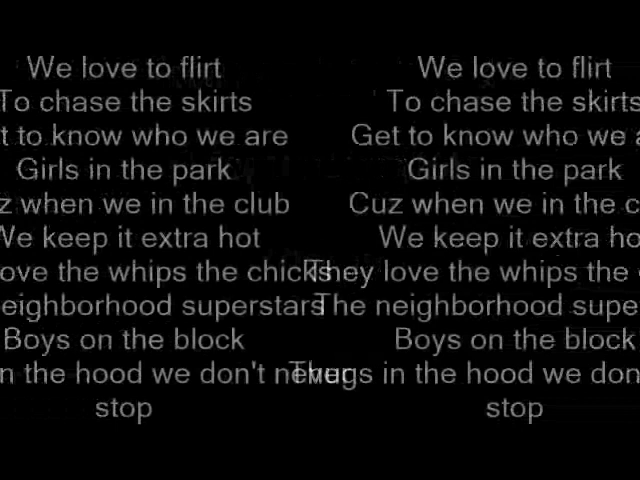 We love to flirt We love to flirt
To chase the skirts To chase the skirts
to know who we are Get to know who we
Girls in the park Girls in the park
when we in the club Cuz when we in the
We keep it extra hot We keep it extra
love the whips the chicks They love the whips the
neighborhood superstars The neighborhood
Boys on the block Boys on the block
the hood we don't never Thugs in the hood we
stop stop